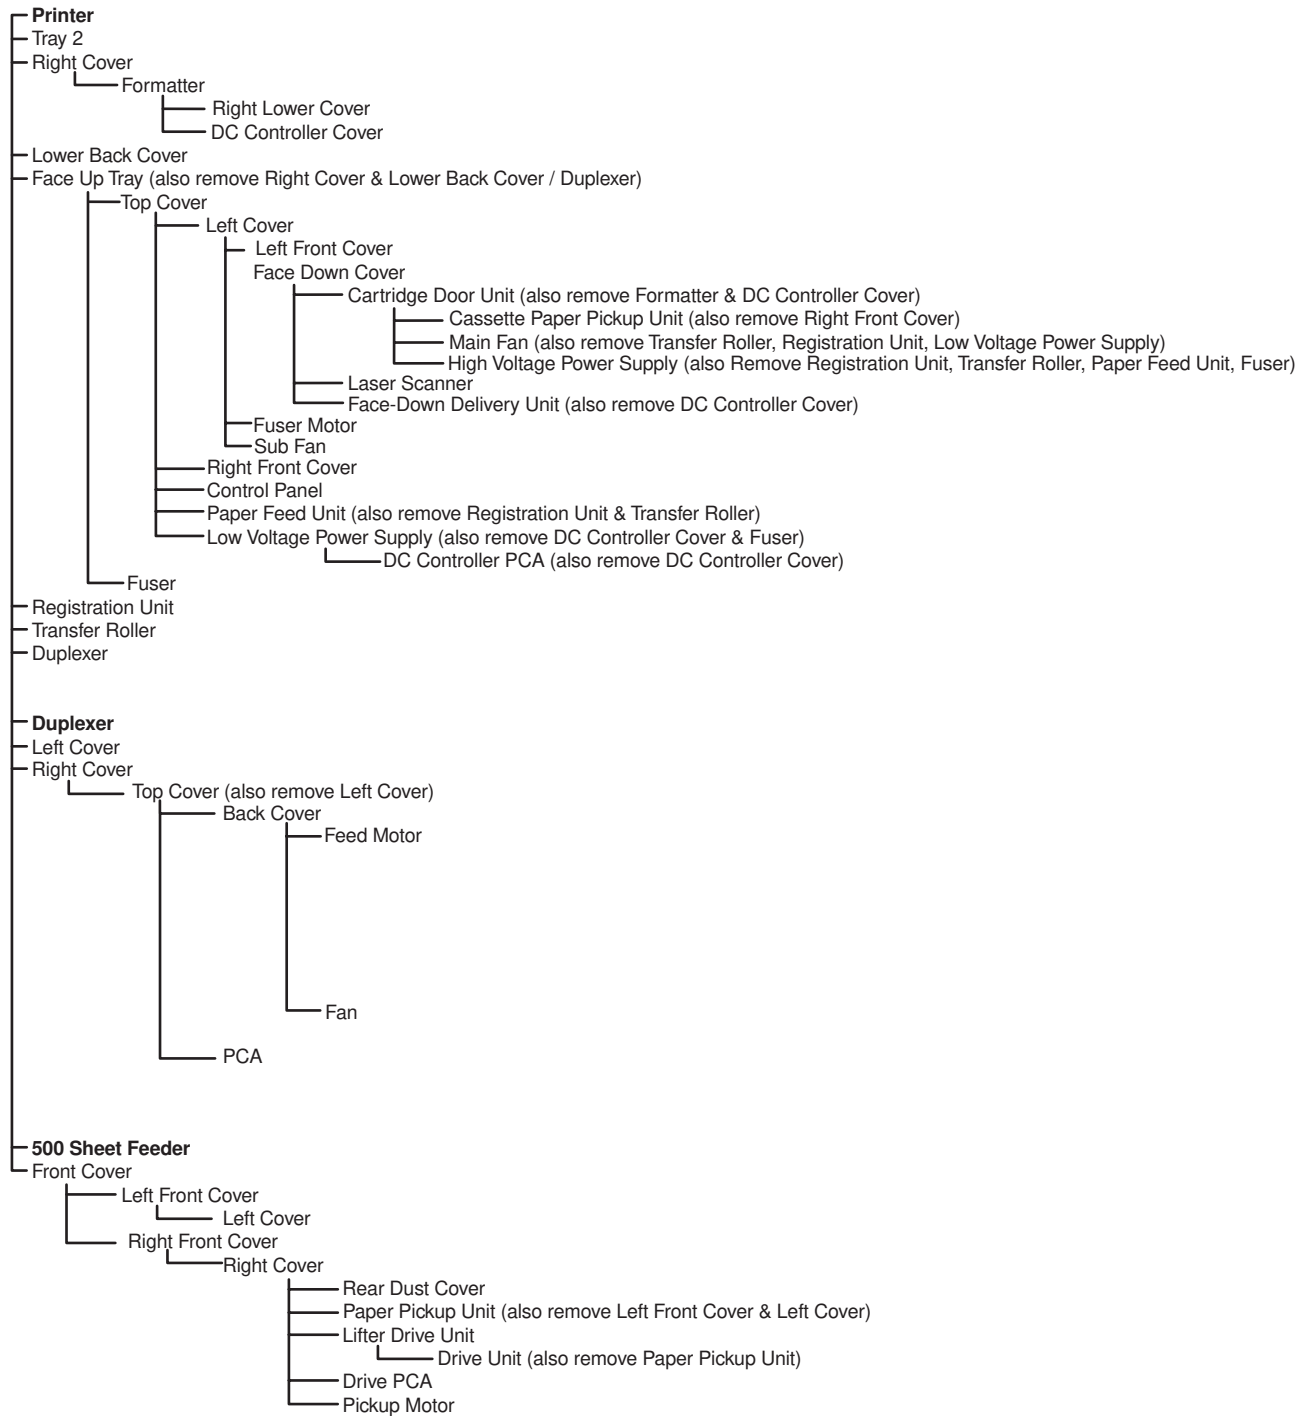 Printer
Tray 2
Right Cover
Formatter
Right Lower Cover
DC Controller Cover
Lower Back Cover
Face Up Tray (also remove Right Cover & Lower Back Cover / Duplexer)
Top Cover
Left Cover
Left Front Cover
Face Down Cover
Cartridge Door Unit (also remove Formatter & DC Controller Cover)
Cassette Paper Pickup Unit (also remove Right Front Cover)
Main Fan (also remove Transfer Roller, Registration Unit, Low Voltage Power Supply)
High Voltage Power Supply (also Remove Registration Unit, Transfer Roller, Paper Feed Unit, Fuser)
Laser Scanner
Face-Down Delivery Unit (also remove DC Controller Cover)
Fuser Motor
Sub Fan
Right Front Cover
Control Panel
Paper Feed Unit (also remove Registration Unit & Transfer Roller)
Low Voltage Power Supply (also remove DC Controller Cover & Fuser)
DC Controller PCA (also remove DC Controller Cover)
Fuser
Registration Unit
Transfer Roller
Duplexer
Duplexer
Left Cover
Right Cover
Top Cover (also remove Left Cover)
Back Cover
Feed Motor
Fan
PCA
500 Sheet Feeder
Front Cover
Left Front Cover
Left Cover
Right Front Cover
Right Cover
Rear Dust Cover
Paper Pickup Unit (also remove Left Front Cover & Left Cover)
Lifter Drive Unit
Drive Unit (also remove Paper Pickup Unit)
Drive PCA
Pickup Motor